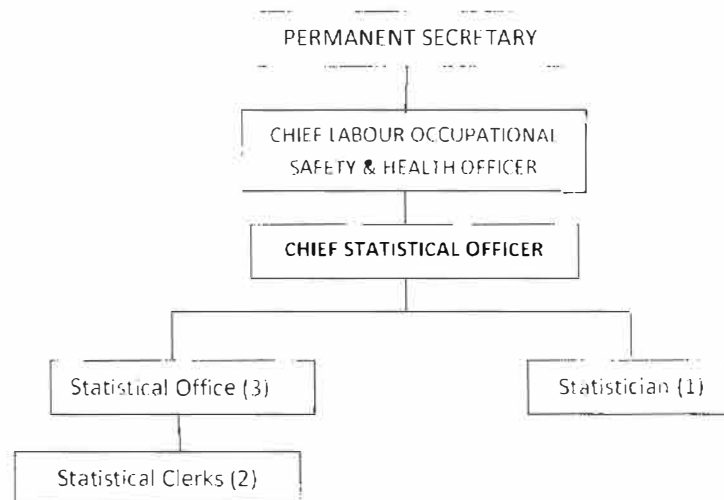 PERMANENT SECRETARY
CHIEF LABOUR OCCUPATIONAL
SAFETY & HEALTH OFFICER
CHIEF STATISTICAL OFFICER
Statistical Office (3)
Statistician (1)
Statistical Clerks (2)